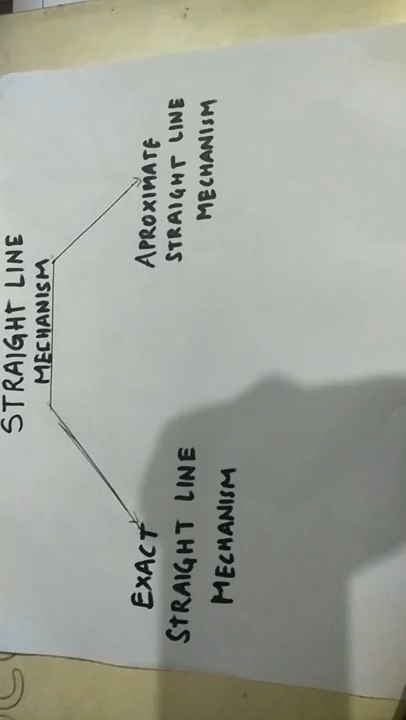 STRAIGHT LINE
MECHANISM
EXACT
STRAIGHT LINE
MECHANISM
APROXIMATE
STRAIGHT LINE
MECHANISM